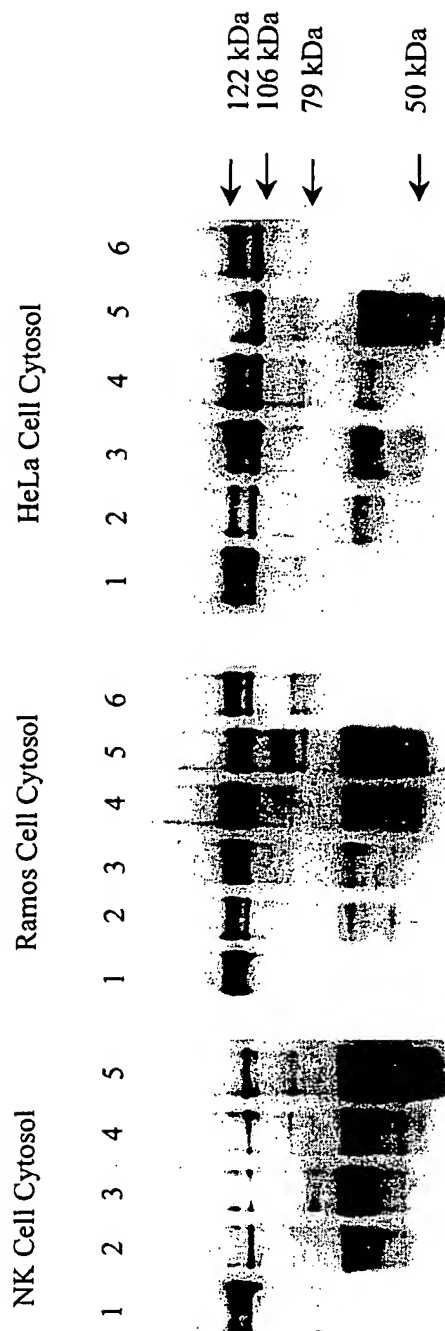 NK Cell Cytosol
1 2 3 4 5
Ramos Cell Cytosol
1 2 3 4 5 6
HeLa Cell Cytosol
1 2 3 4 5 6
122 kDa
106 kDa
79 kDa
50 kDa